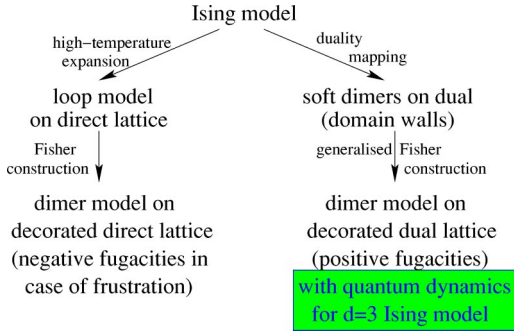 Ising model
high-temperature
expansion
duality
mapping
loop model
on direct lattice
soft dimers on dual
(domain walls)
Fisher
construction
generalised Fisher
construction
dimer model on
decorated direct lattice
(negative fugacities in
case of frustration)
dimer model on
decorated dual lattice
(positive fugacities)
with quantum dynamics
for d=3 Ising model